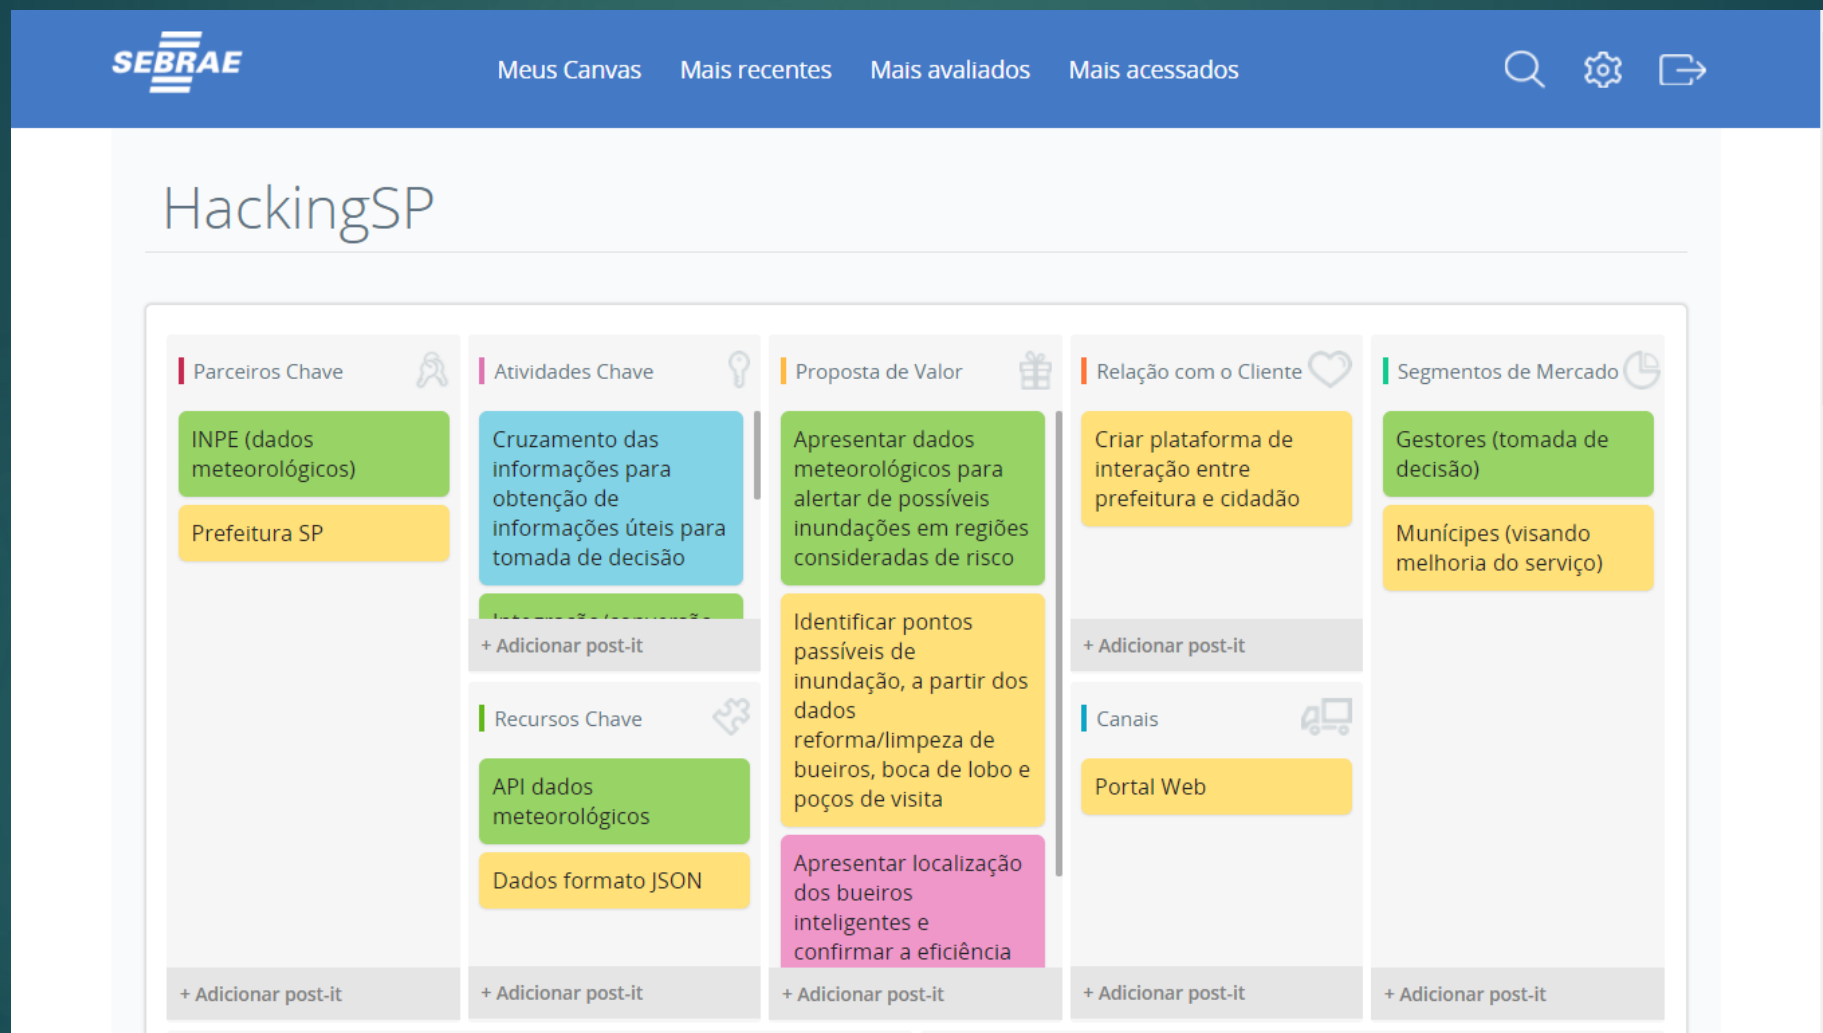 SEBRAE
Meus Canvas
Mais recentes
Mais avaliados
Mais acessados
HackingSP
Parceiros Chave
INPE (dados
meteorológicos)
Prefeitura SP
+ Adicionar post-it
Atividades Chave
Cruzamento das
informações para
obtenção de
informações úteis para
tomada de decisão
+ Adicionar post-it
Recursos Chave
API dados
meteorológicos
Dados formato JSON
+ Adicionar post-it
Proposta de Valor
Apresentar dados
meteorológicos para
alertar de possíveis
inundações em regiões
consideradas de risco
Identificar pontos
passíveis de
inundação, a partir dos
dados
reforma/limpeza de
bueiros, boca de lobo e
poços de visita
Apresentar localização
dos bueiros
inteligentes e
confirmar a eficiência
+ Adicionar post-it
Relação com o Cliente
Criar plataforma de
interação entre
prefeitura e cidadão
+ Adicionar post-it
Canais
Portal Web
+ Adicionar post-it
Segmentos de Mercado
Gestores (tomada de
decisão)
Munícipes (visando
melhoria do serviço)
+ Adicionar post-it